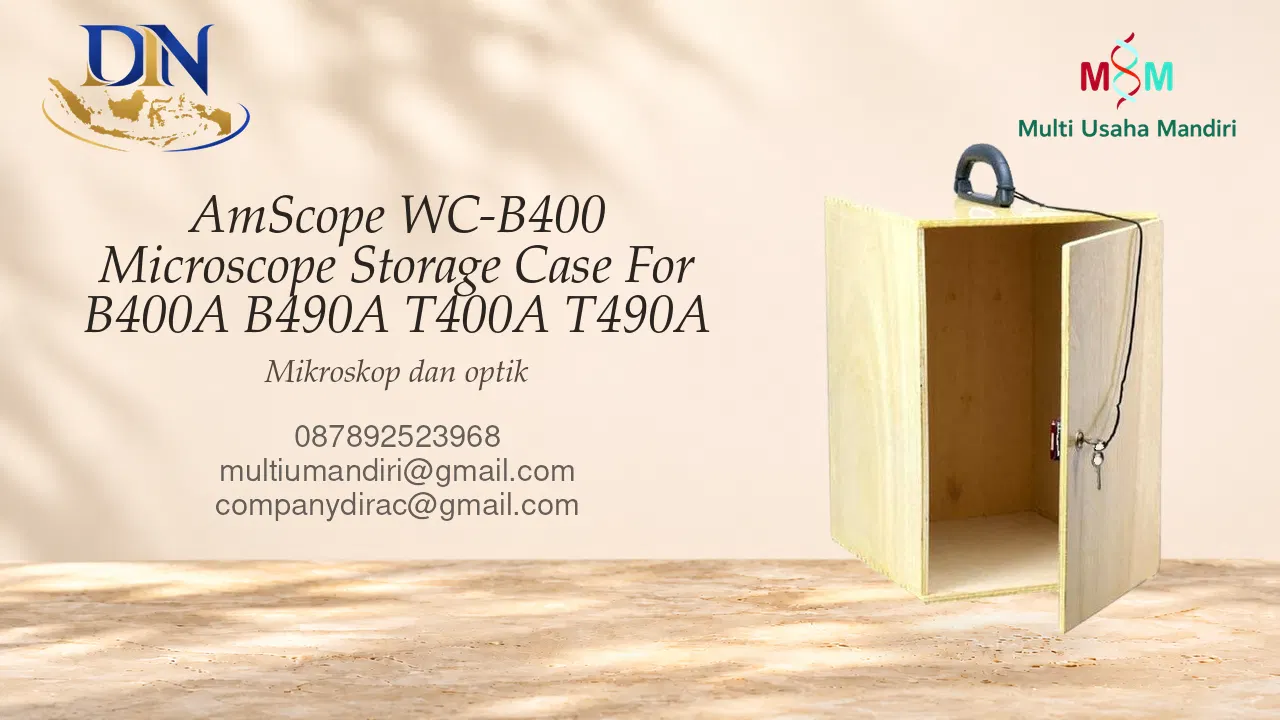 DIN
M M
Multi Usaha Mandiri
AmScope WC-B400
Microscope Storage Case For
B400A B490A T400A T490A
Mikroskop dan optik
087892523968
multiumandiri@gmail.com
companydirac@gmail.com